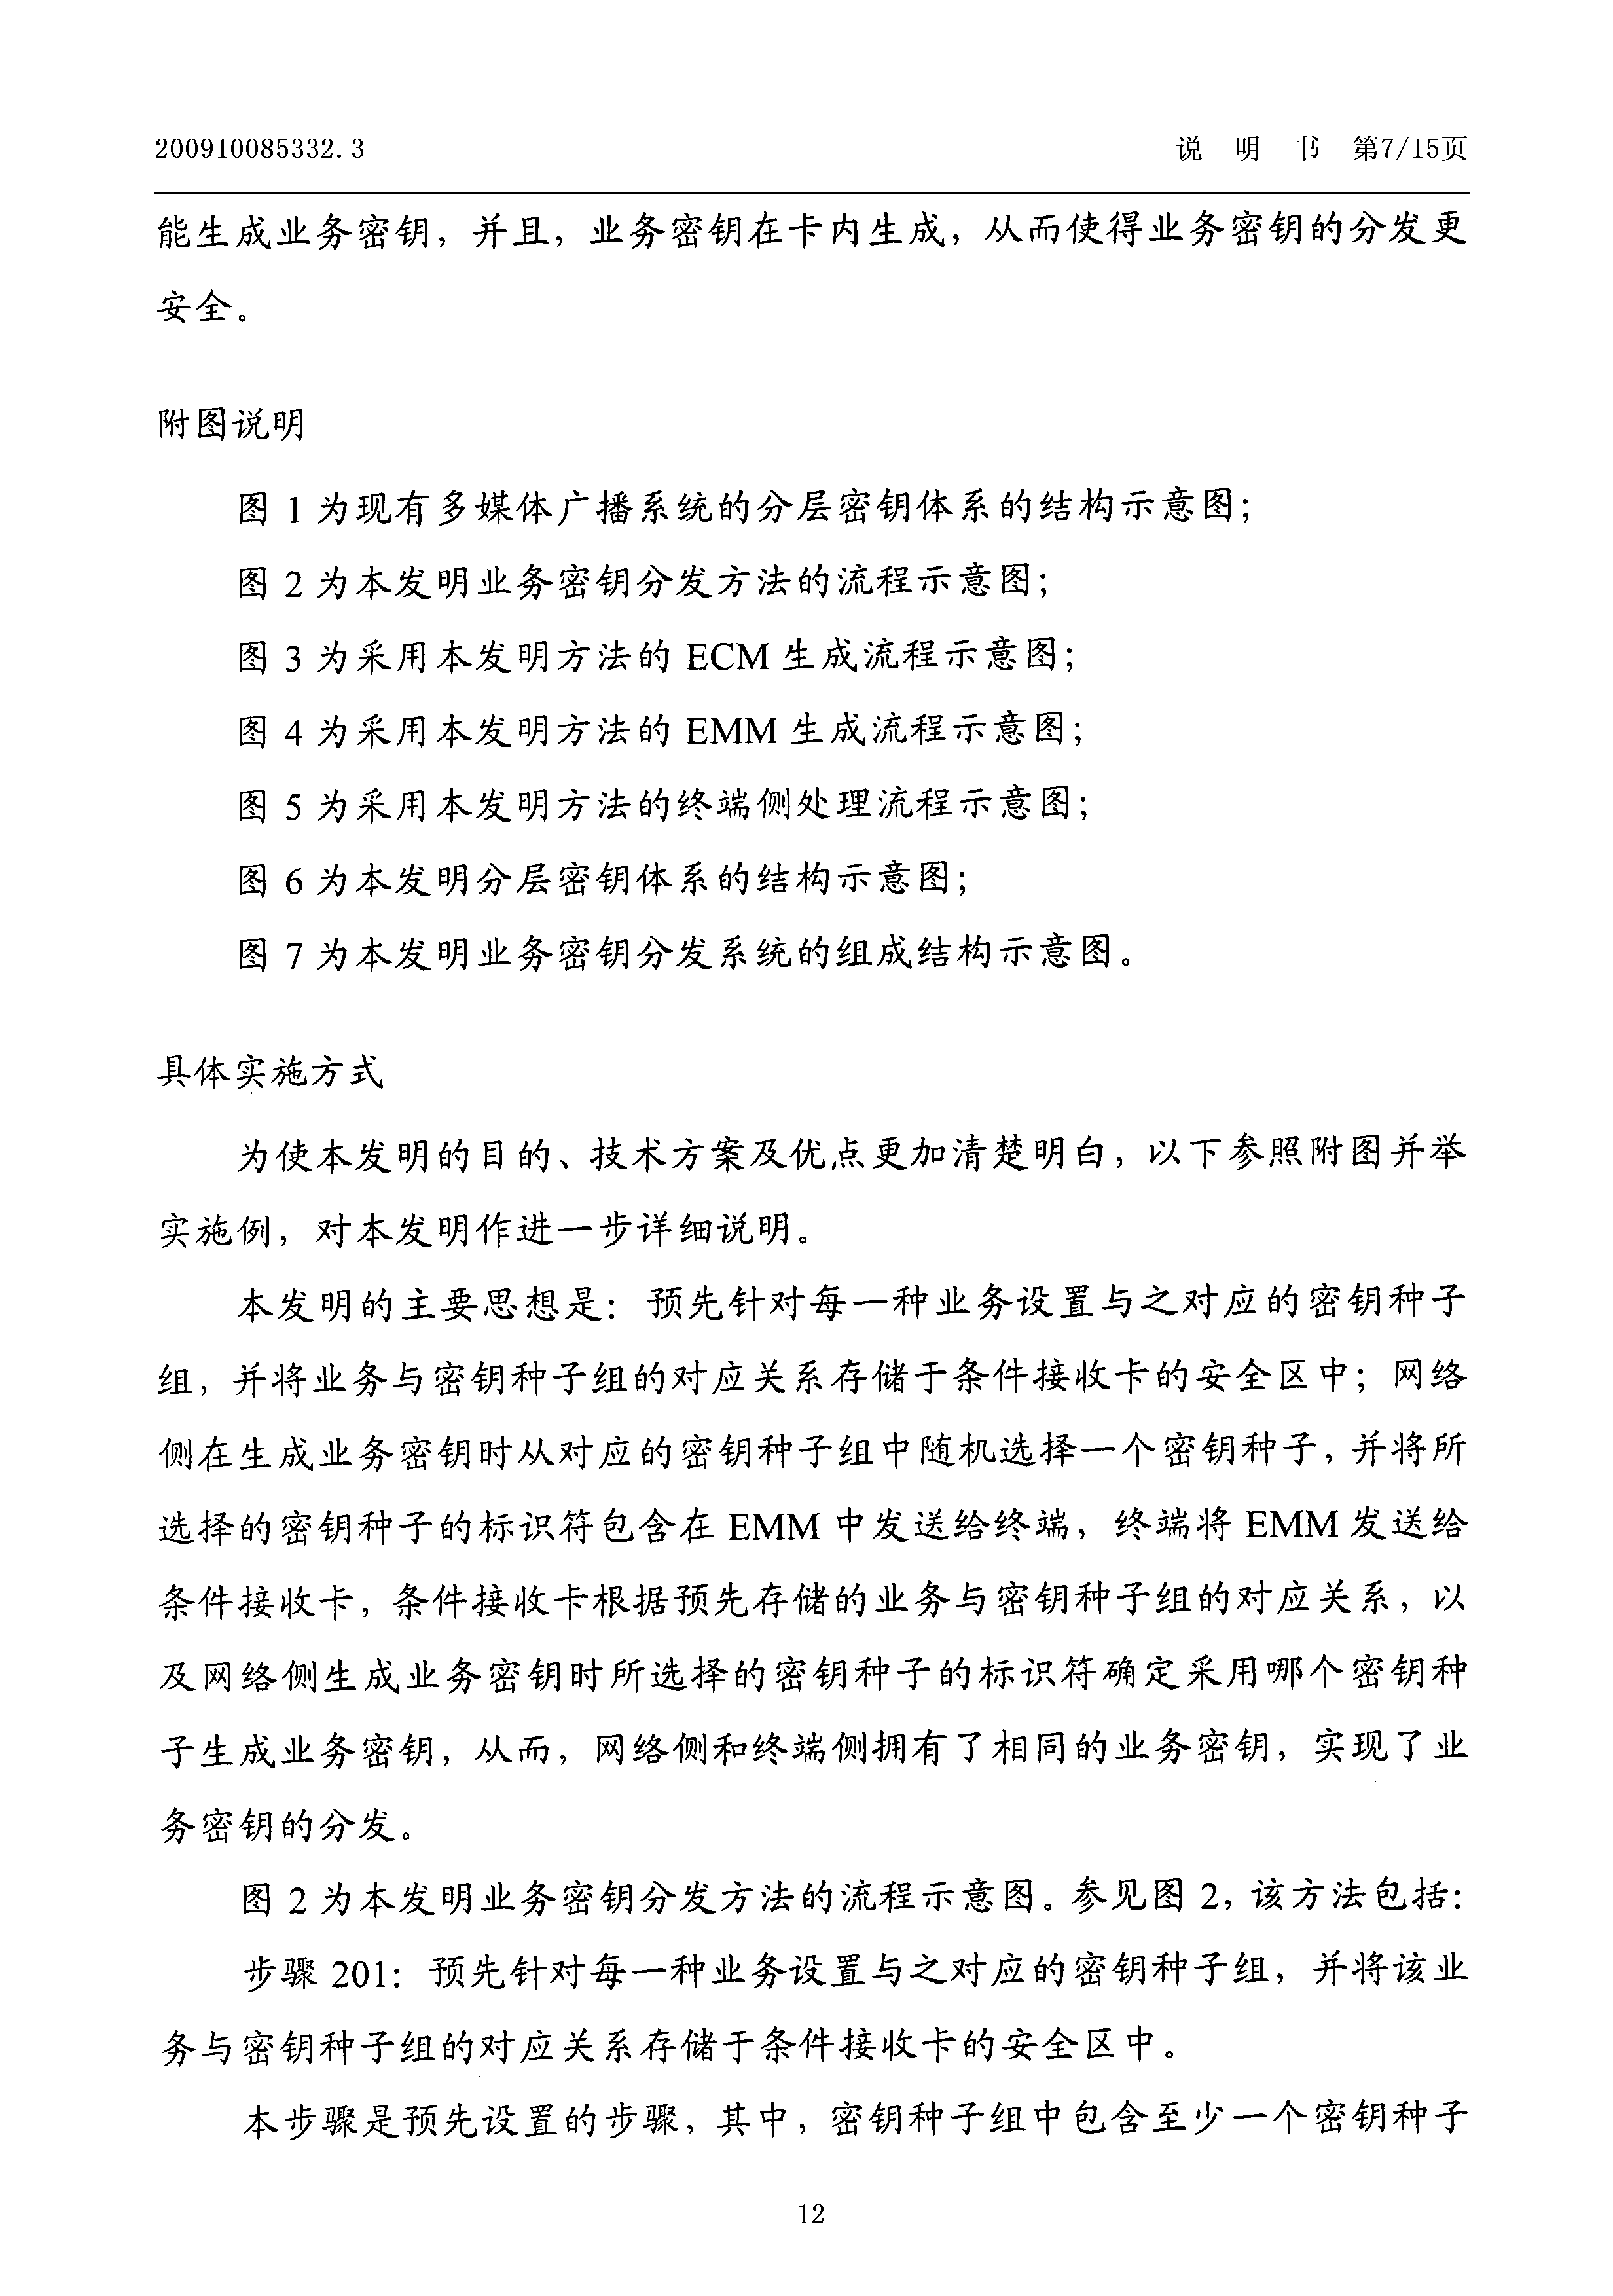 200910085332.3 说 明 书 第7/15页
能生成业务密钥，并且，业务密钥在卡内生成，从而使得业务密钥的分发更
安全。
附图说明
图 1 为现有多媒体广播系统的分层密钥体系的结构示意图；
图 2 为本发明业务密钥分发方法的流程示意图；
图 3 为采用本发明方法的 ECM 生成流程示意图；
图 4 为采用本发明方法的 EMM 生成流程示意图；
图 5 为采用本发明方法的终端侧处理流程示意图；
图 6 为本发明分层密钥体系的结构示意图；
图 7 为本发明业务密钥分发系统的组成结构示意图。
具体实施方式
为使本发明的目的、技术方案及优点更加清楚明白，以下参照附图并举
实施例，对本发明作进一步详细说明。
本发明的主要思想是：预先针对每一种业务设置与之对应的密钥种子
组，并将业务与密钥种子组的对应关系存储于条件接收卡的安全区中；网络
侧在生成业务密钥时从对应的密钥种子组中随机选择一个密钥种子，并将所
选择的密钥种子的标识符包含在 EMM 中发送给终端，终端将 EMM 发送给
条件接收卡，条件接收卡根据预先存储的业务与密钥种子组的对应关系，以
及网络侧生成业务密钥时所选择的密钥种子的标识符确定采用哪个密钥种
子生成业务密钥，从而，网络侧和终端侧拥有了相同的业务密钥，实现了业
务密钥的分发。
图 2 为本发明业务密钥分发方法的流程示意图。参见图 2，该方法包括：
步骤 201：预先针对每一种业务设置与之对应的密钥种子组，并将该业
务与密钥种子组的对应关系存储于条件接收卡的安全区中。
本步骤是预先设置的步骤，其中，密钥种子组中包含至少一个密钥种子
12